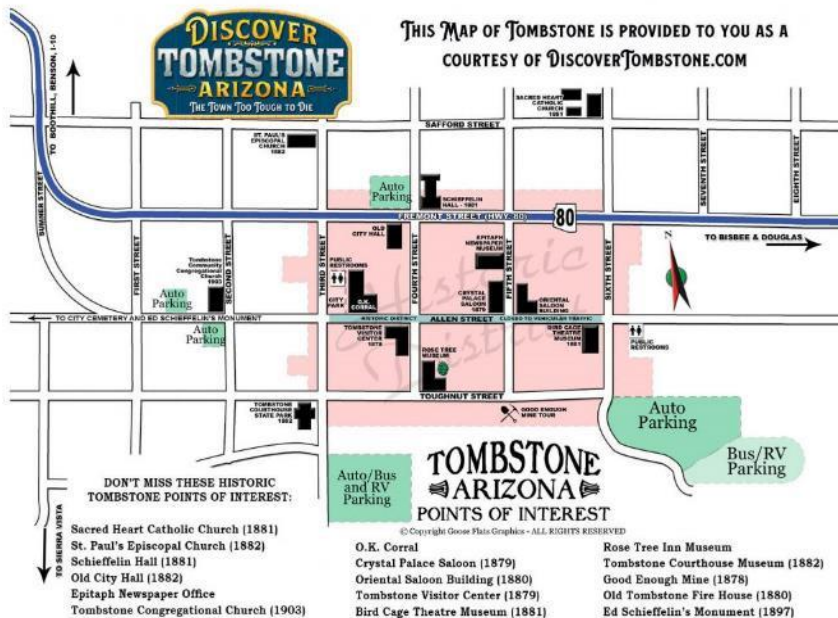 DISCOVER
TOMBSTONE
ARIZONA
THE TOWN TOO TOUGH TO DIE
THIS MAP OF TOMBSTONE IS PROVIDED TO YOU AS A
COURTESY OF DISCOVERTOMBSTONE.COM
TO BOOTHILL, BENSON, I-10
SUMNER STREET
SACRED HEART
CATHOLIC
CHURCH
1881
SAFFORD STREET
ST. PAUL'S
EPISCOPAL
CHURCH
1882
SEVENTH STREET
EIGHTH STREET
Auto
Parking
SCHIEFFELIN
HALL - 1881
FREMONT STREET (HWY 80)
80
TO BISBEE & DOUGLAS
FIRST STREET
SECOND STREET
THIRD STREET
FOURTH STREET
FIFTH STREET
SIXTH STREET
OLD
CITY HALL
EPITAPH
NEWSPAPER
MUSEUM
Tombstone
Community
Congregational
Church
1903
PUBLIC
RESTROOMS
CITY
PARK
O.K.
CORRAL
CRYSTAL
PALACE
SALOON
1879
ORIENTAL
SALOON
BUILDING
N
Historic
District
Auto
Parking
TO CITY CEMETERY AND ED SCHIEFFELIN'S MONUMENT
HISTORIC DISTRICT
ALLEN STREET
CLOSED TO VEHICULAR TRAFFIC
Auto
Parking
TOMBSTONE
VISITOR
CENTER
1879
ROSE TREE
MUSEUM
BIRD CAGE
THEATRE
MUSEUM
1881
PUBLIC
RESTROOMS
TOUGHNUT STREET
TOMBSTONE
COURTHOUSE
STATE PARK
1882
GOOD ENOUGH
MINE TOUR
Auto
Parking
Bus/RV
Parking
Auto/Bus
and RV
Parking
TOMBSTONE
ARIZONA
POINTS OF INTEREST
© Copyright Goose Flats Graphics - ALL RIGHTS RESERVED
TO SIERRA VISTA
DON'T MISS THESE HISTORIC
TOMBSTONE POINTS OF INTEREST:
Sacred Heart Catholic Church (1881)
St. Paul's Episcopal Church (1882)
Schieffelin Hall (1881)
Old City Hall (1882)
Epitaph Newspaper Office
Tombstone Congregational Church (1903)
O.K. Corral
Crystal Palace Saloon (1879)
Oriental Saloon Building (1880)
Tombstone Visitor Center (1879)
Bird Cage Theatre Museum (1881)
Rose Tree Inn Museum
Tombstone Courthouse Museum (1882)
Good Enough Mine (1878)
Old Tombstone Fire House (1880)
Ed Schieffelin's Monument (1897)